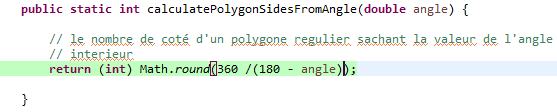 public static int calculatePolygonSidesFromAngle(double angle) {
// le nombre de coté d'un polygone regulier sachant la valeur de l'angle
// interieur
return (int) Math.round(360 /(180 - angle));
}